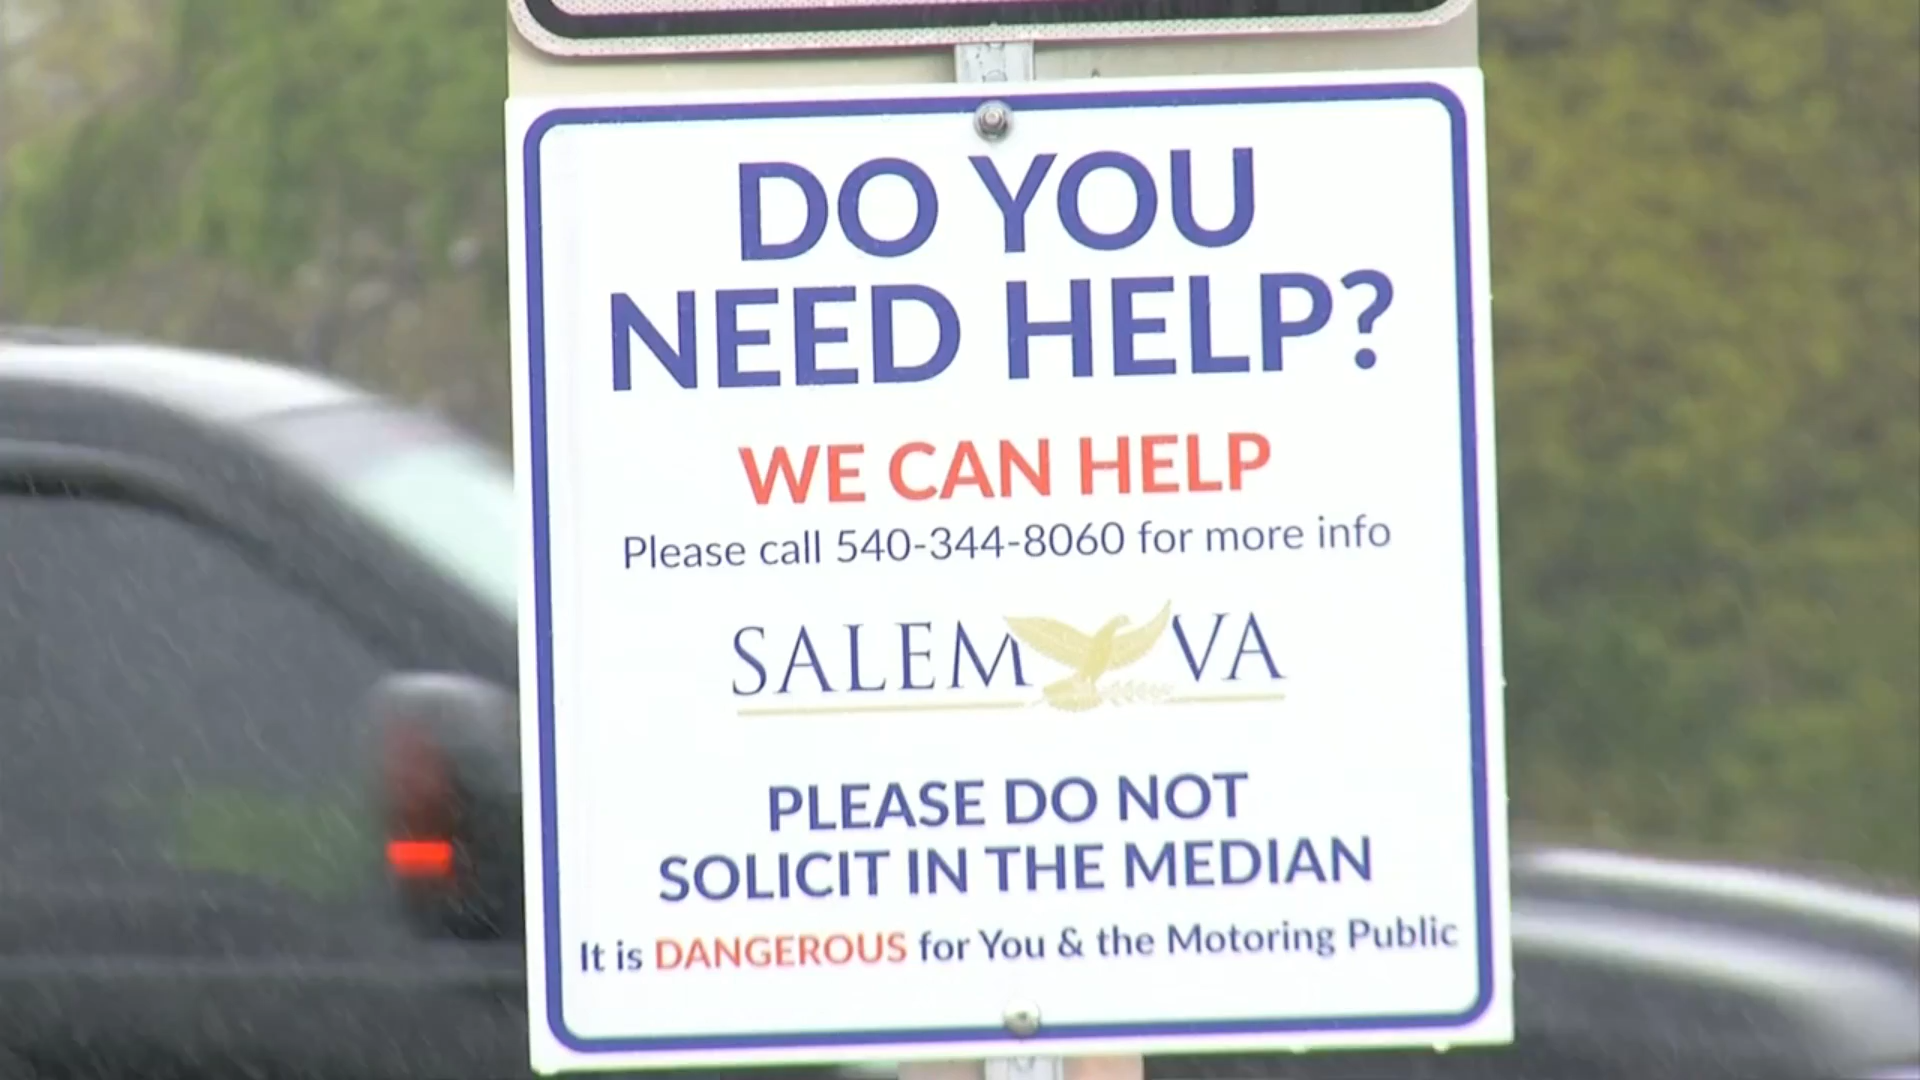 DO YOU
NEED HELP?
WE CAN HELP
Please call 540-344-8060 for more info
SALEM VA
PLEASE DO NOT
SOLICIT IN THE MEDIAN
It is DANGEROUS for You & the Motoring Public